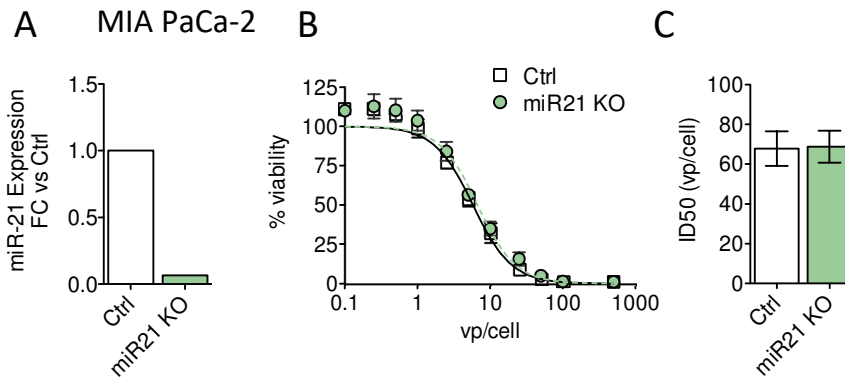 A
MIA PaCa-2
miR-21 Expression
FC vs Ctrl
1.5
1.0
0.5
0.0
Ctrl
miR21 KO
B
Ctrl
miR21 KO
% viability
125
100
75
50
25
0
0.1 1 10 100 1000
vp/cell
C
ID50 (vp/cell)
100
80
60
40
20
0
Ctrl
miR21 KO